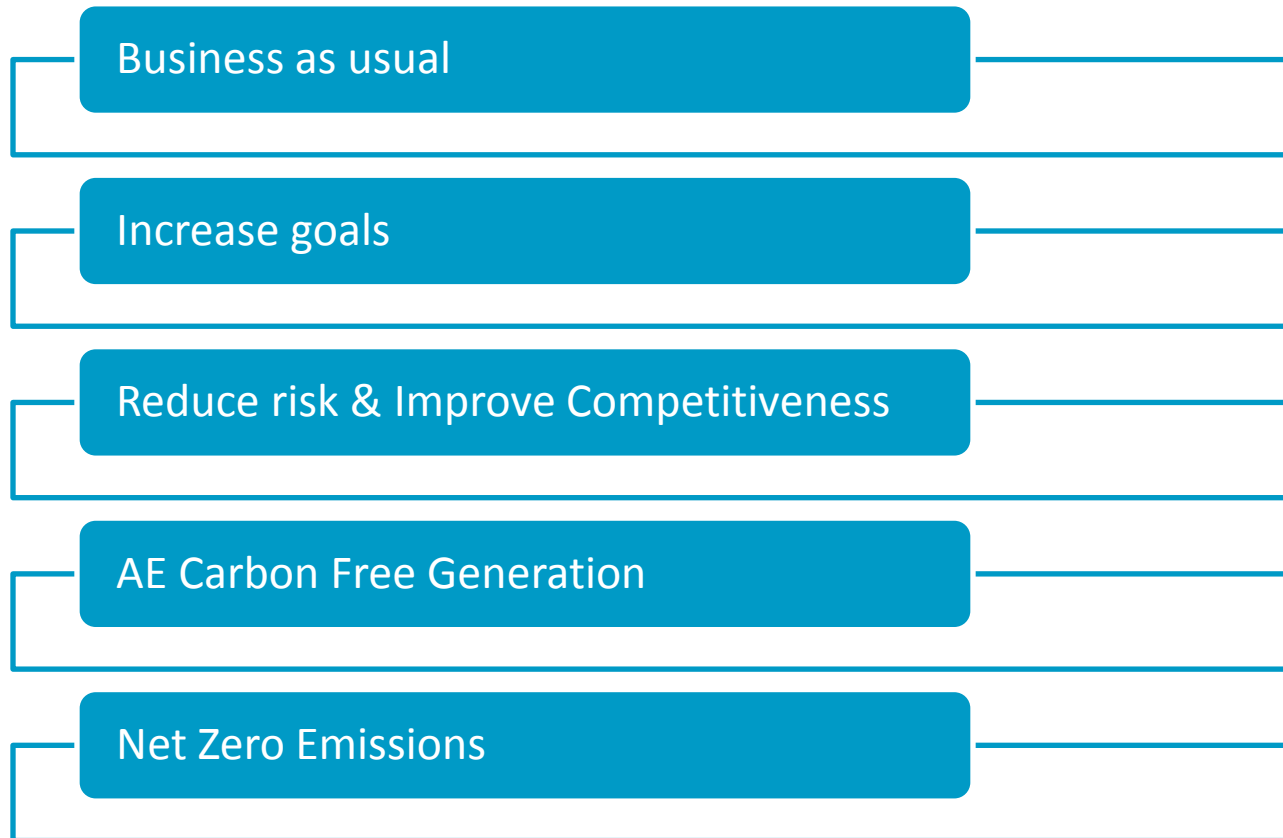 Business as usual
Increase goals
Reduce risk & Improve Competitiveness
AE Carbon Free Generation
Net Zero Emissions